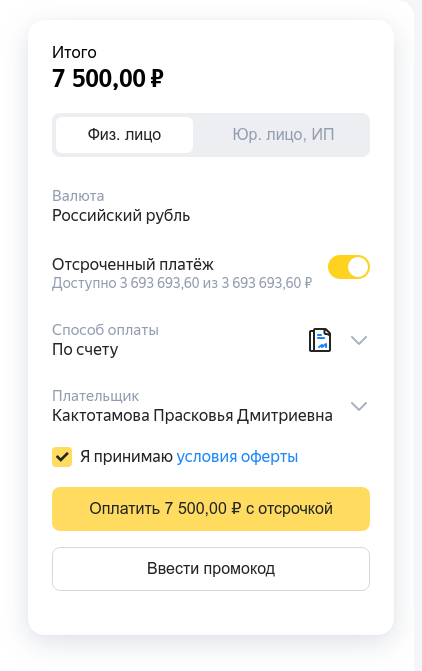 Итого
7 500,00 ₽
Физ. лицо
Юр. лицо, ИП
Валюта
Российский рубль
Отсроченный платёж
Доступно 3 693 693,60 из 3 693 693,60 ₽
Способ оплаты
По счету
Плательщик
Кактотамова Прасковья Дмитриевна
Я принимаю условия оферты
Оплатить 7 500,00 ₽ с отсрочкой
Ввести промокод